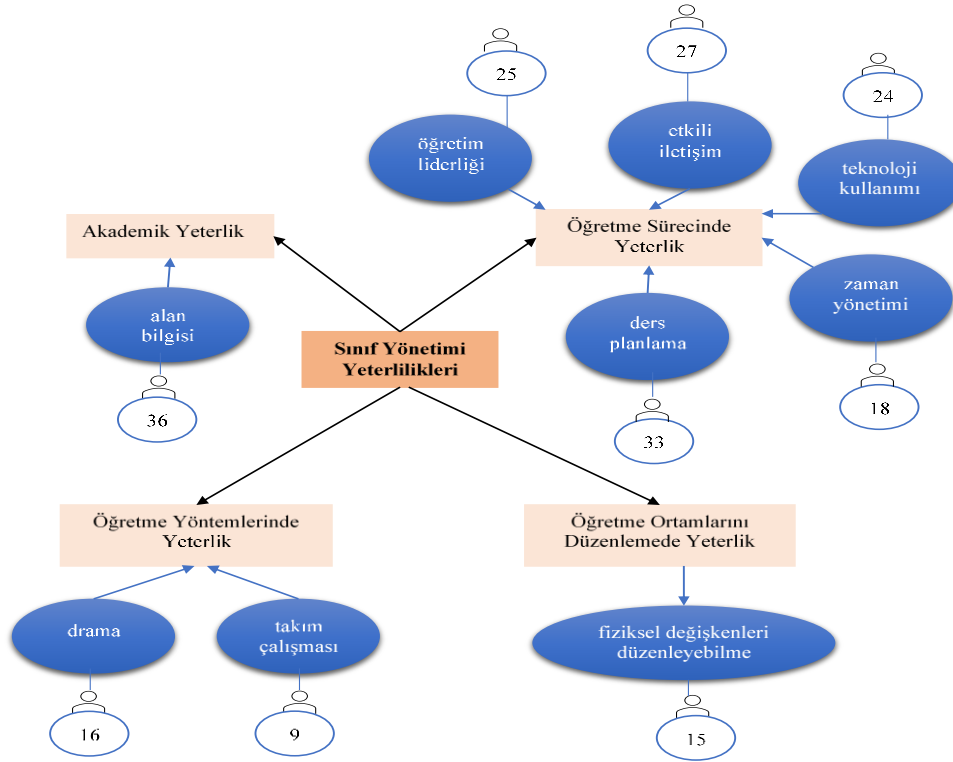 25
27
24
öğretim
liderliği
etkili
iletişim
teknoloji
kullanımı
Akademik Yeterlik
Öğretme Sürecinde
Yeterlik
alan
bilgisi
zaman
yönetimi
ders
planlama
Sınıf Yönetimi
Yeterlilikleri
36
33
18
Öğretme Yöntemlerinde
Yeterlik
Öğretme Ortamlarını
Düzenlemede Yeterlik
drama
takım
çalışması
fiziksel değişkenleri
düzenleyebilme
16
9
15